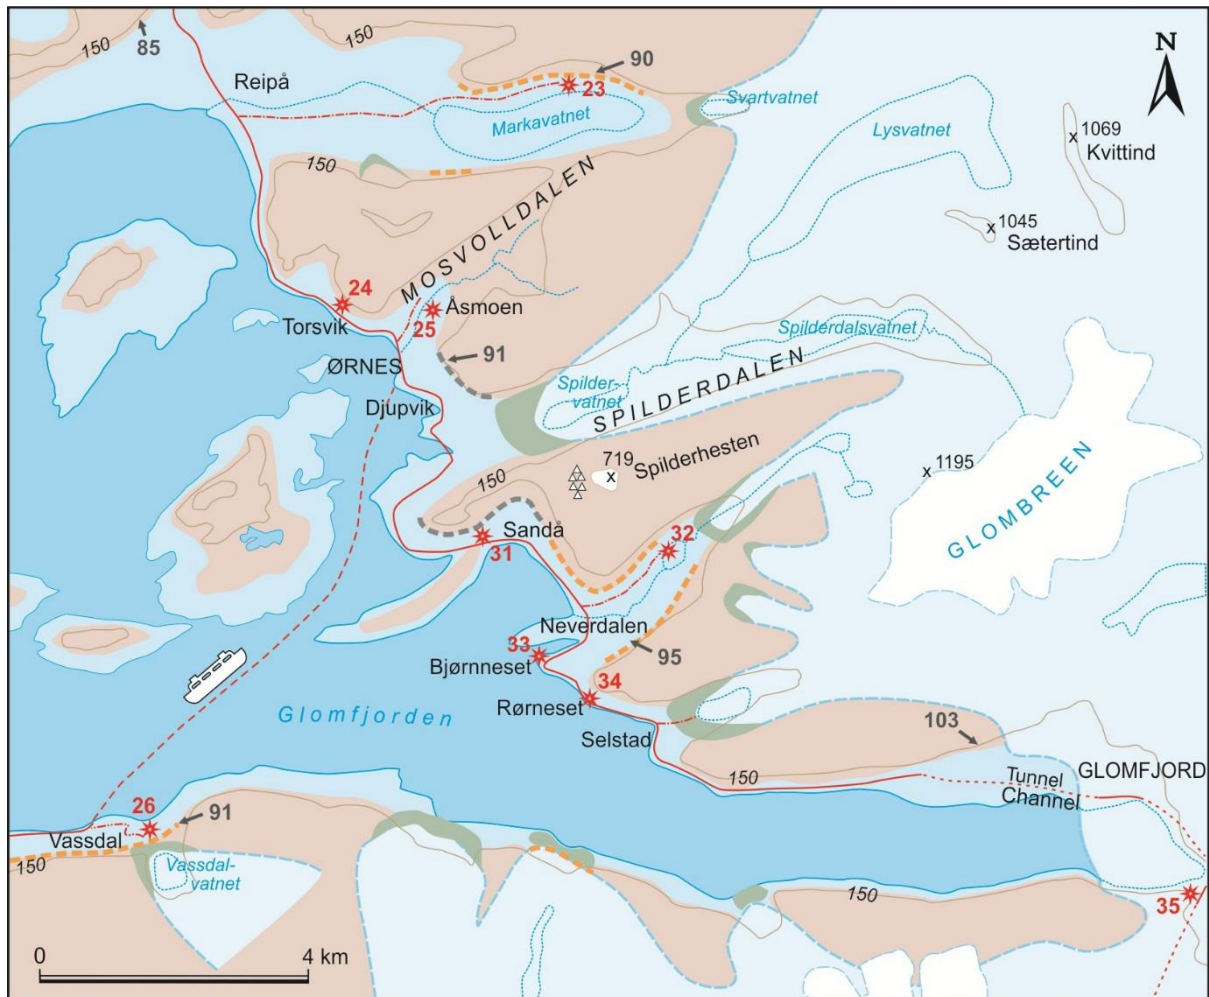 150
85
150
90
N
Reipå
23
Svartvatnet
Markavatnet
Lysvatnet
1069
Kvittind
150
MOSVOLLDALEN
x 1045
Sætertind
24
Torsvik
25
Åsmoen
Spilderdalsvatnet
91
ØRNES
SPILDERDALEN
Spilder-
vatnet
Djupvik
719
x
Spilderhesten
150
x 1195
GLOMBREEN
Sandå
31
32
Neverdalen
33
95
Bjørnneset
34
Rørneset
Glomfjorden
Selstad
103
150
GLOMFJORD
Tunnel
Channel
26
91
Vassdal
150
Vassdal-
vatnet
150
35
0 4 km